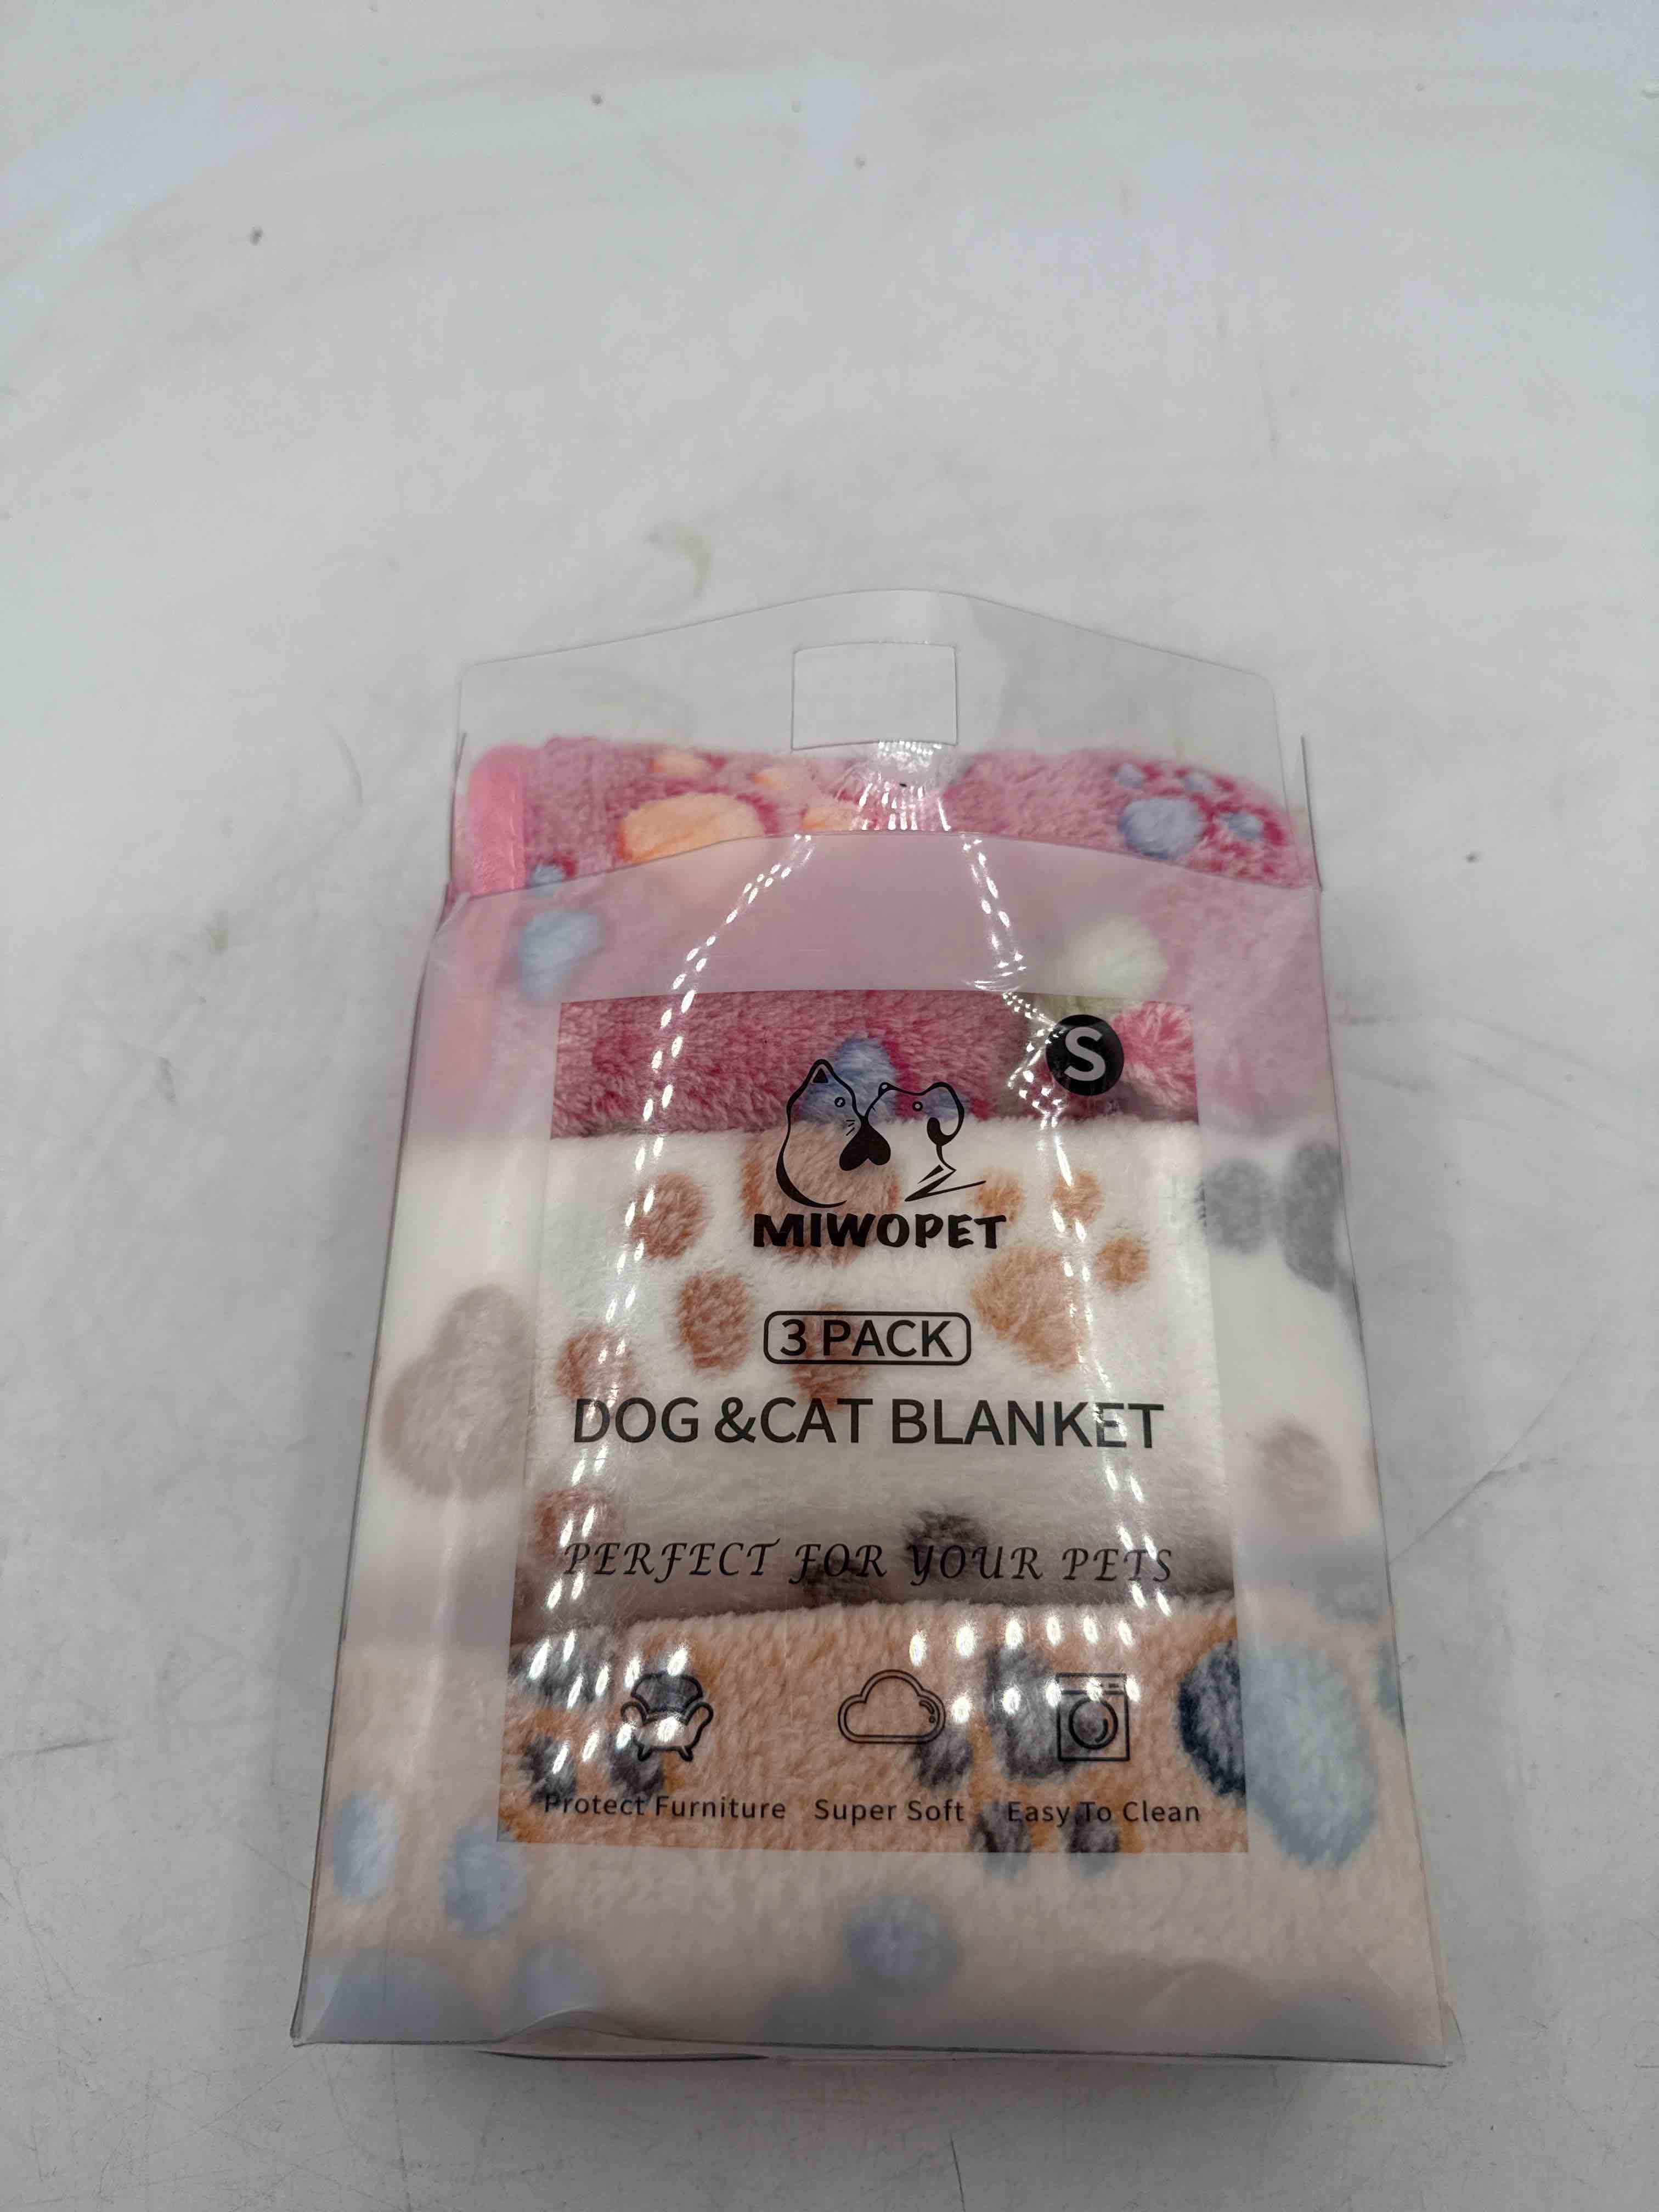 S
MIWOPET
3 PACK
DOG &CAT BLANKET
PERFECT FOR YOUR PETS
Protect Furniture Super Soft Easy To Clean